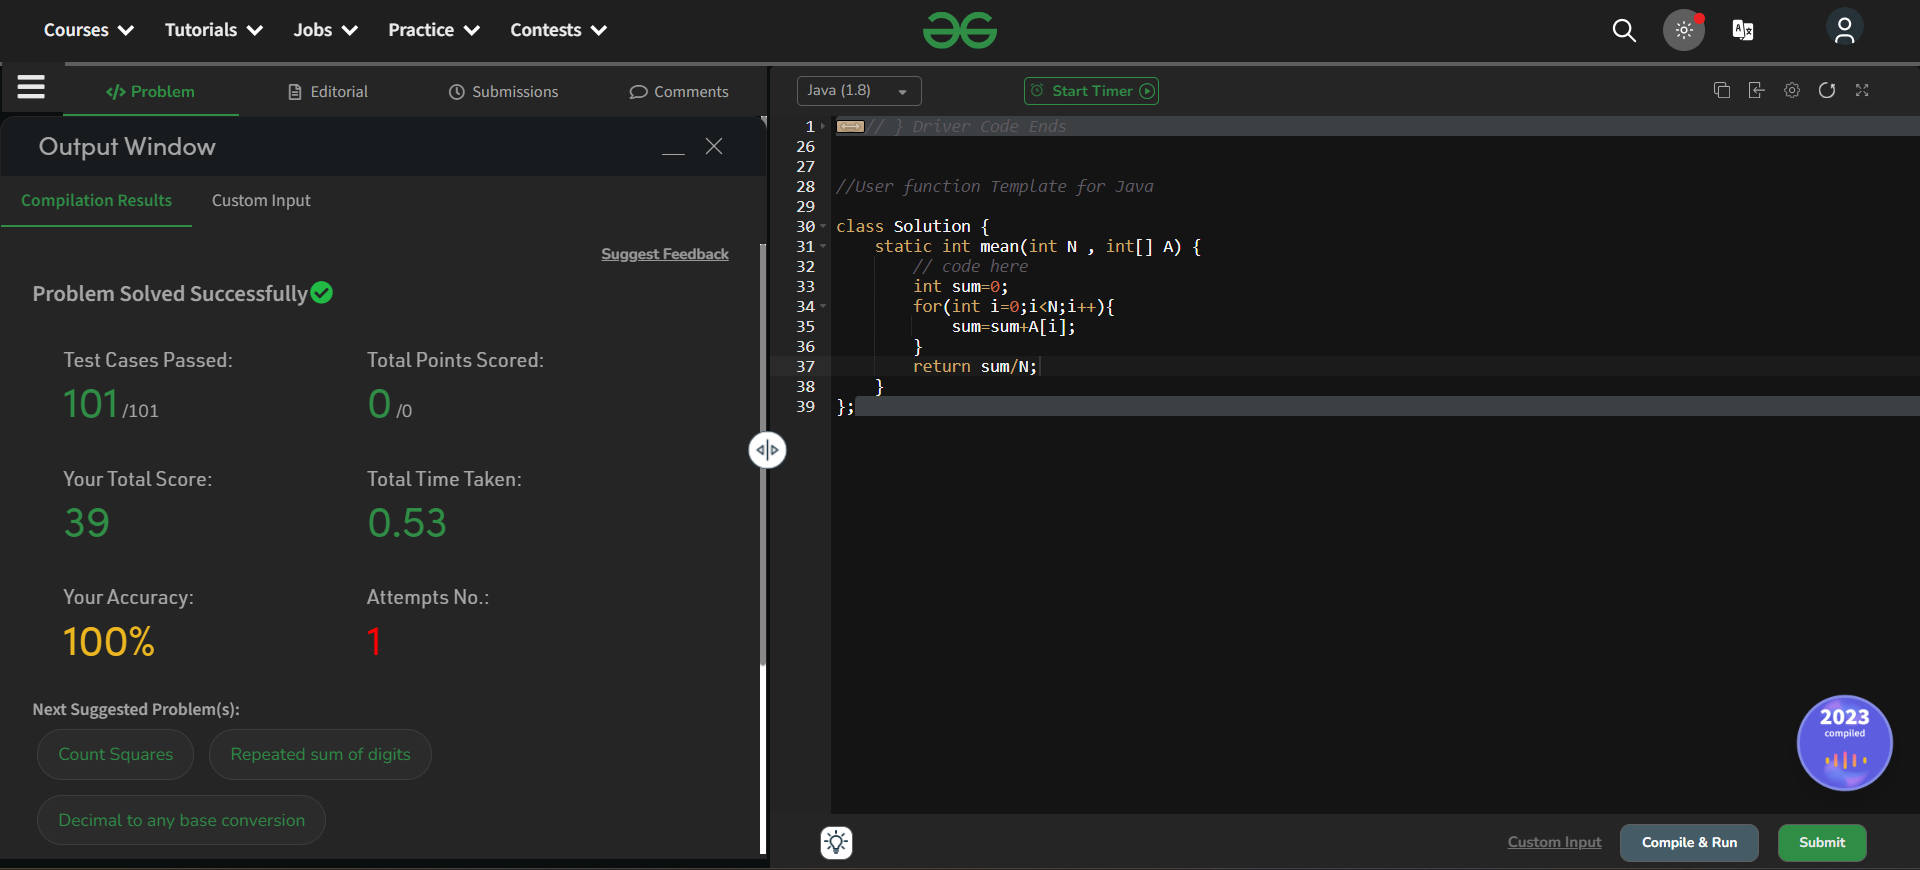 Courses Tutorials Jobs Practice Contests
</> Problem Editorial Submissions Comments
Output Window
Compilation Results Custom Input
Suggest Feedback
Problem Solved Successfully
Test Cases Passed: Total Points Scored:
101 /101 0 /0
Your Total Score: Total Time Taken:
39 0.53
Your Accuracy: Attempts No.:
100% 1
Next Suggested Problem(s):
Count Squares Repeated sum of digits
Decimal to any base conversion
Java (1.8) Start Timer
1 // } Driver Code Ends
26
27
28 //User function Template for Java
29
30 class Solution {
31 static int mean(int N , int[] A) {
32 // code here
33 int sum=0;
34 for(int i=0;i<N;i++){
35 sum=sum+A[i];
36 }
37 return sum/N;
38 }
39 };
2023
compiled
Custom Input Compile & Run Submit